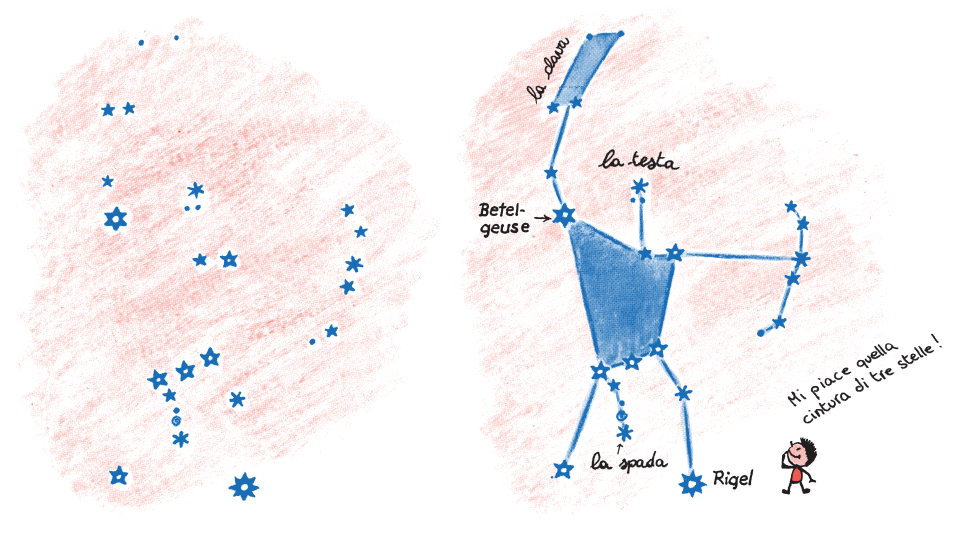 la clava
la testa
Betel-
geuse
la spada
Rigel
Mi piace quella
cintura di tre stelle!